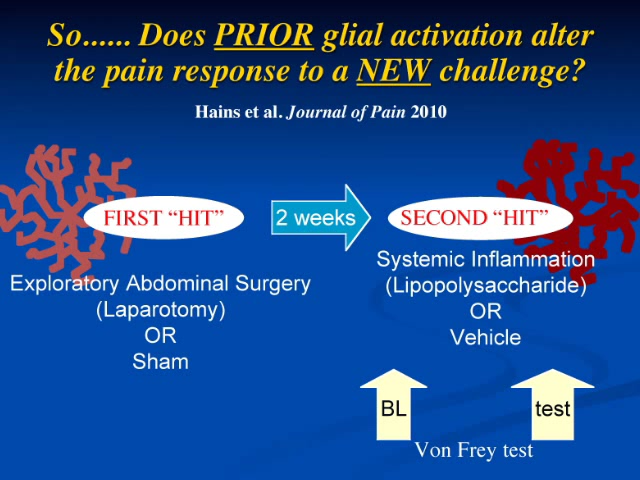 So...... Does PRIOR glial activation alter
the pain response to a NEW challenge?
Hains et al. Journal of Pain 2010
FIRST “HIT”
2 weeks
SECOND “HIT”
Exploratory Abdominal Surgery
(Laparotomy)
OR
Sham
Systemic Inflammation
(Lipopolysaccharide)
OR
Vehicle
BL
test
Von Frey test